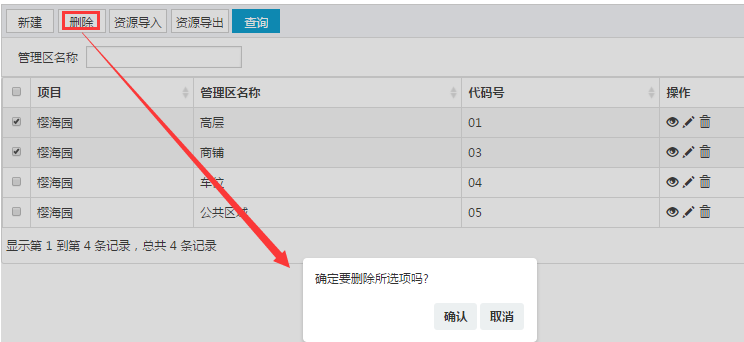 新建 删除 资源导入 资源导出 查询
管理区名称
项目 管理区名称 代码号 操作
樱海园 高层 01
樱海园 商铺 03
樱海园 车位 04
樱海园 公共区域 05
显示第 1 到第 4 条记录，总共 4 条记录
确定要删除所选项吗?
确认 取消